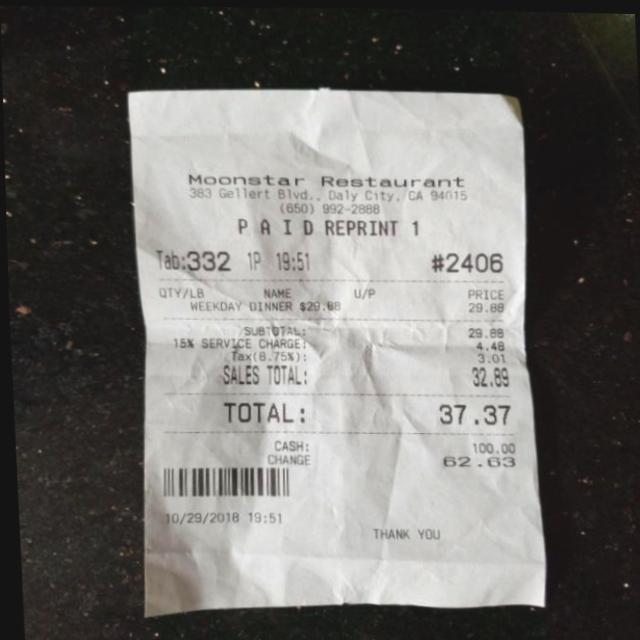 Moonstar Restaurant
383 Gellert Blvd., Daly City, CA 94015
(650) 992-2888
P A I D REPRINT 1
Tab:332 1P 19:51 #2406
QTY/LB NAME U/P PRICE
WEEKDAY DINNER $29.88 29.88
SUBTOTAL: 29.88
15% SERVICE CHARGE: 4.48
Tax(8.75%): 3.01
SALES TOTAL: 32.89
TOTAL: 37.37
CASH: 100.00
CHANGE 62.63
10/29/2018 19:51
THANK YOU